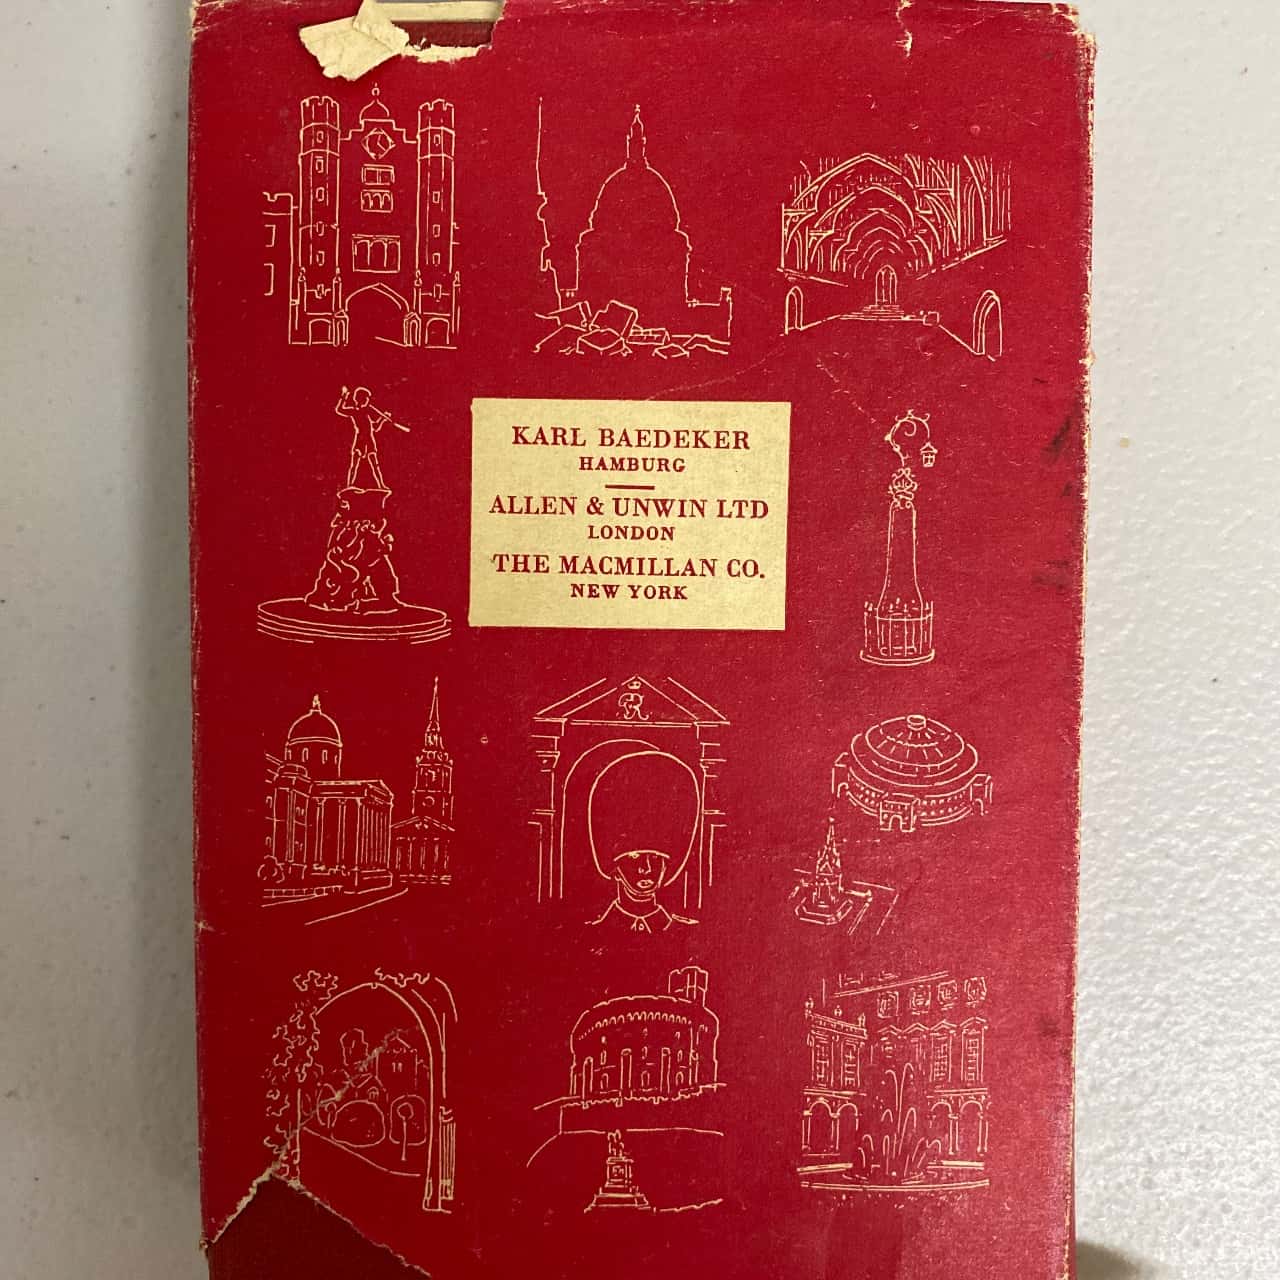 KARL BAEDEKER
HAMBURG
ALLEN & UNWIN LTD
LONDON
THE MACMILLAN CO.
NEW YORK